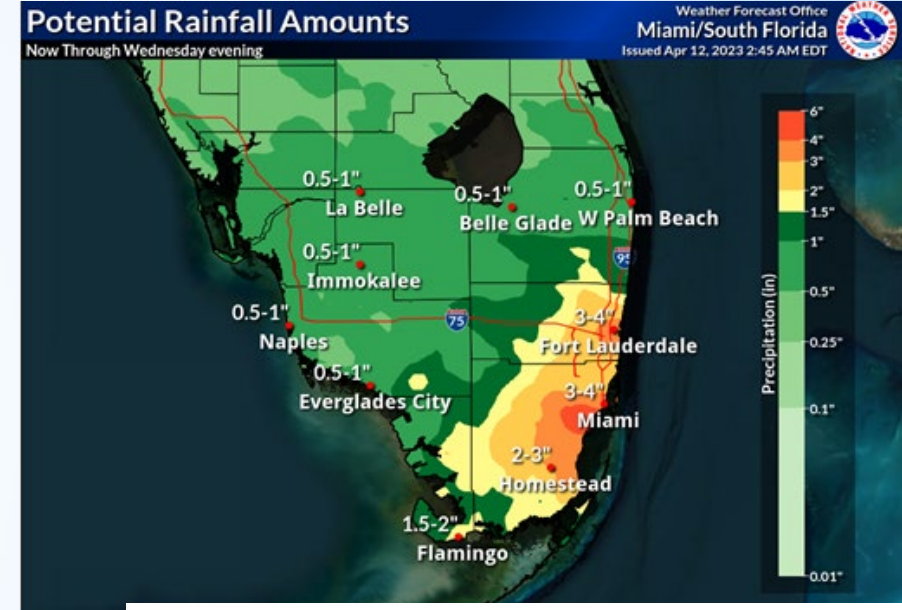 Potential Rainfall Amounts
Now Through Wednesday evening
Weather Forecast Office
Miami/South Florida
Issued Apr 12, 2023 2:45 AM EDT
0.5-1"
La Belle
0.5-1"
Belle Glade
0.5-1"
W Palm Beach
0.5-1"
Immokalee
95
0.5-1"
Naples
75
3-4"
Fort Lauderdale
0.5-1"
Everglades City
3-4"
Miami
2-3"
Homestead
1.5-2"
Flamingo
Precipitation (in)
6"
4"
3"
2"
1.5"
1"
0.5"
0.25"
0.1"
0.01"